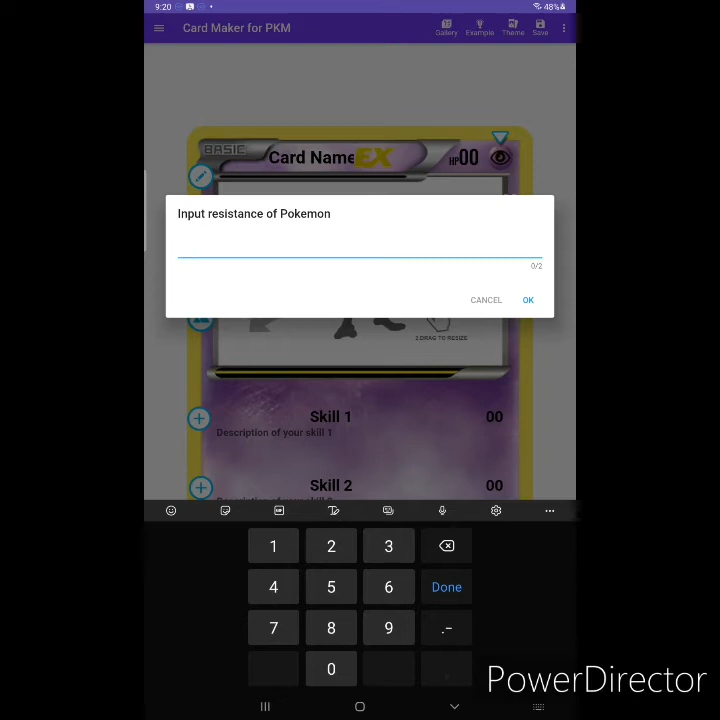 9:20
48%
Card Maker for PKM
Gallery
Example
Theme
Save
BASIC
Card Name EX
HP 00
Input resistance of Pokemon
0/2
CANCEL
OK
DRAG TO RESIZE
Skill 1
00
Description of your skill 1
Skill 2
00
GIF
1
2
3
4
5
6
Done
7
8
9
.-
0
PowerDirector